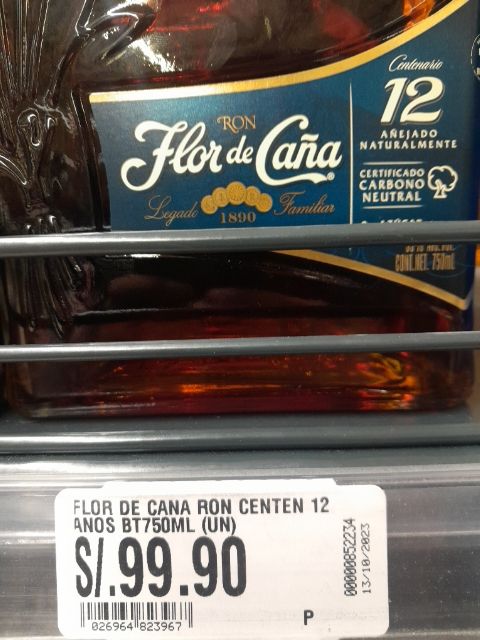 Centenario
12
AÑEJADO
NATURALMENTE
CERTIFICADO
CARBONO
NEUTRAL
RON
Flor de Caña
Legado 1890 Familiar
CONT. NET. 750ml
FLOR DE CANA RON CENTEN 12
ANOS BT750ML (UN)
S/.99.90
026964 823967
P
00000852234
13/10/2023